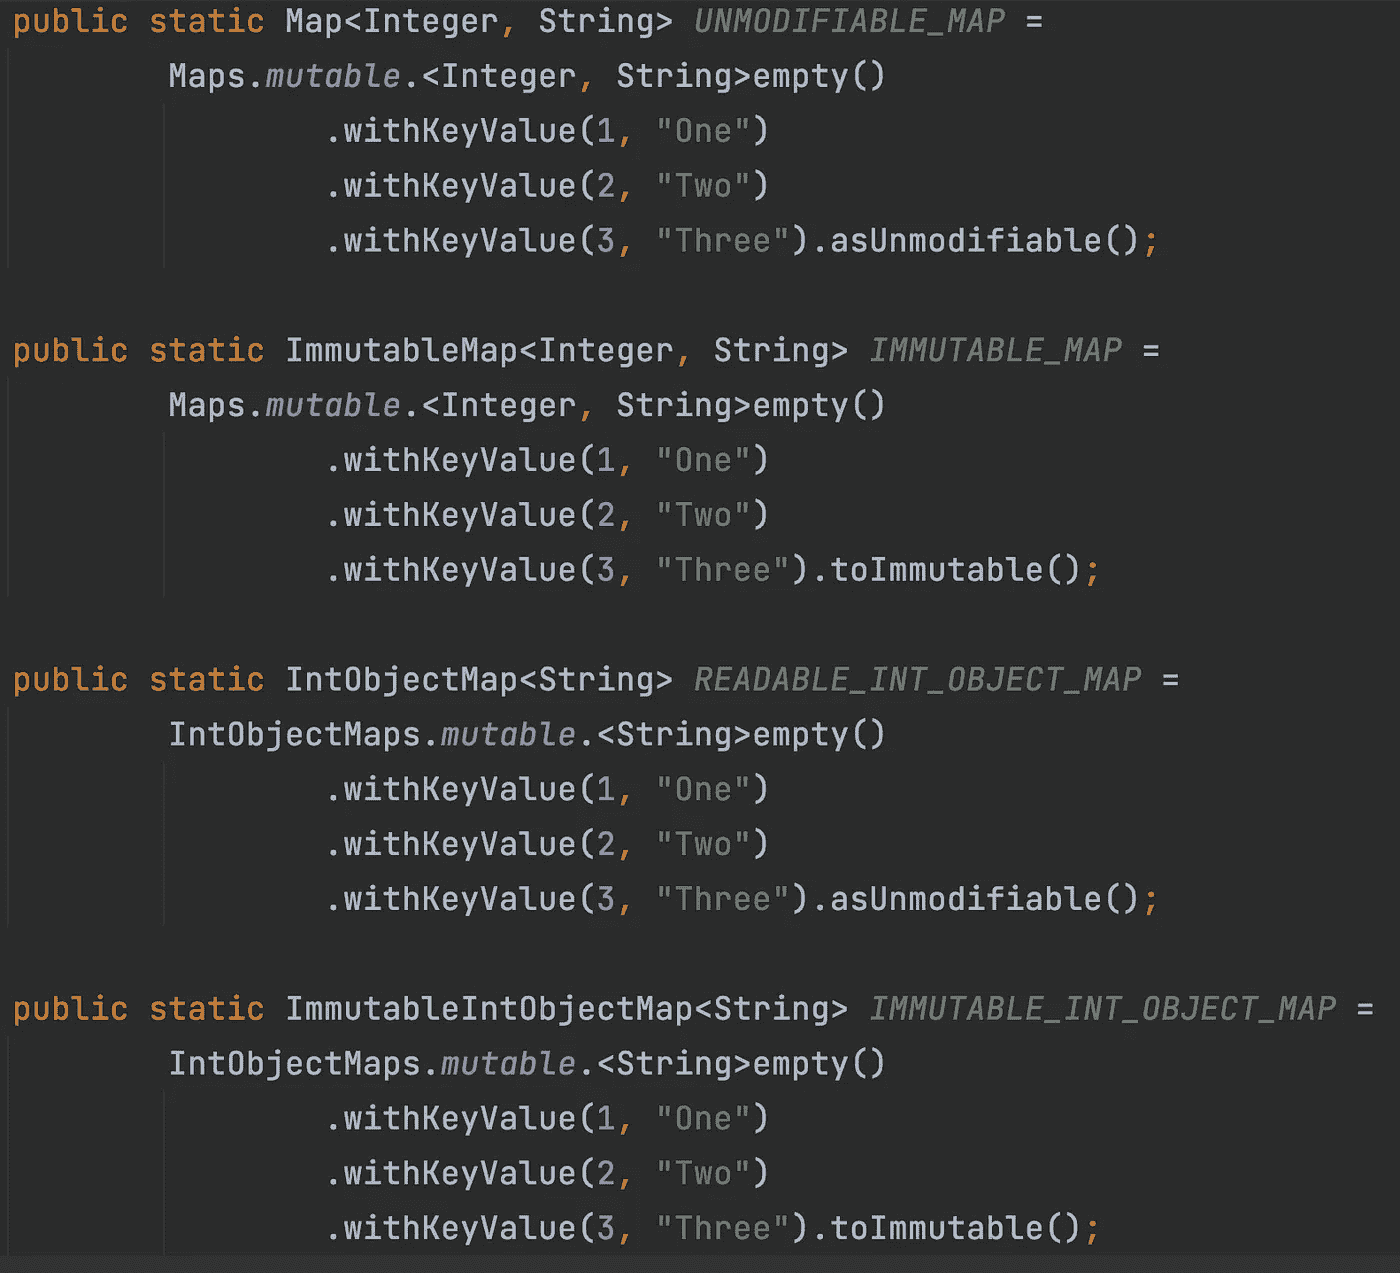 public static Map<Integer, String> UNMODIFIABLE_MAP =
        Maps.mutable.<Integer, String>empty()
                .withKeyValue(1, "One")
                .withKeyValue(2, "Two")
                .withKeyValue(3, "Three").asUnmodifiable();

public static ImmutableMap<Integer, String> IMMUTABLE_MAP =
        Maps.mutable.<Integer, String>empty()
                .withKeyValue(1, "One")
                .withKeyValue(2, "Two")
                .withKeyValue(3, "Three").toImmutable();

public static IntObjectMap<String> READABLE_INT_OBJECT_MAP =
        IntObjectMaps.mutable.<String>empty()
                .withKeyValue(1, "One")
                .withKeyValue(2, "Two")
                .withKeyValue(3, "Three").asUnmodifiable();

public static ImmutableIntObjectMap<String> IMMUTABLE_INT_OBJECT_MAP =
        IntObjectMaps.mutable.<String>empty()
                .withKeyValue(1, "One")
                .withKeyValue(2, "Two")
                .withKeyValue(3, "Three").toImmutable();